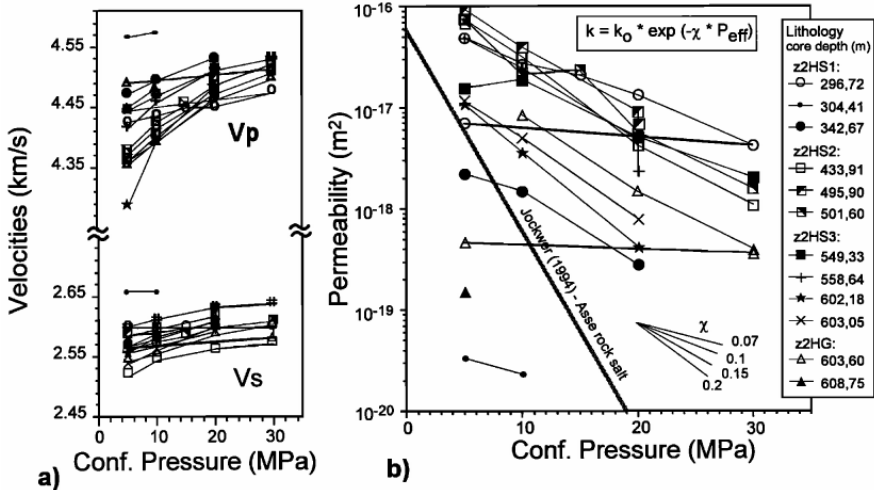 4.55
4.45
4.35
2.65
2.55
2.45
Velocities (km/s)
Vp
Vs
0 10 20 30
Conf. Pressure (MPa)
a)
10-16
10-17
10-18
10-19
10-20
Permeability (m2)
k = ko * exp (-χ * Peff)
Jockwer (1994) - Asse rock salt
χ
0.07
0.1
0.15
0.2
0 10 20 30
Conf. Pressure (MPa)
b)
Lithology
core depth (m)
z2HS1:
296,72
304,41
342,67
z2HS2:
433,91
495,90
501,60
z2HS3:
549,33
558,64
602,18
603,05
z2HG:
603,60
608,75